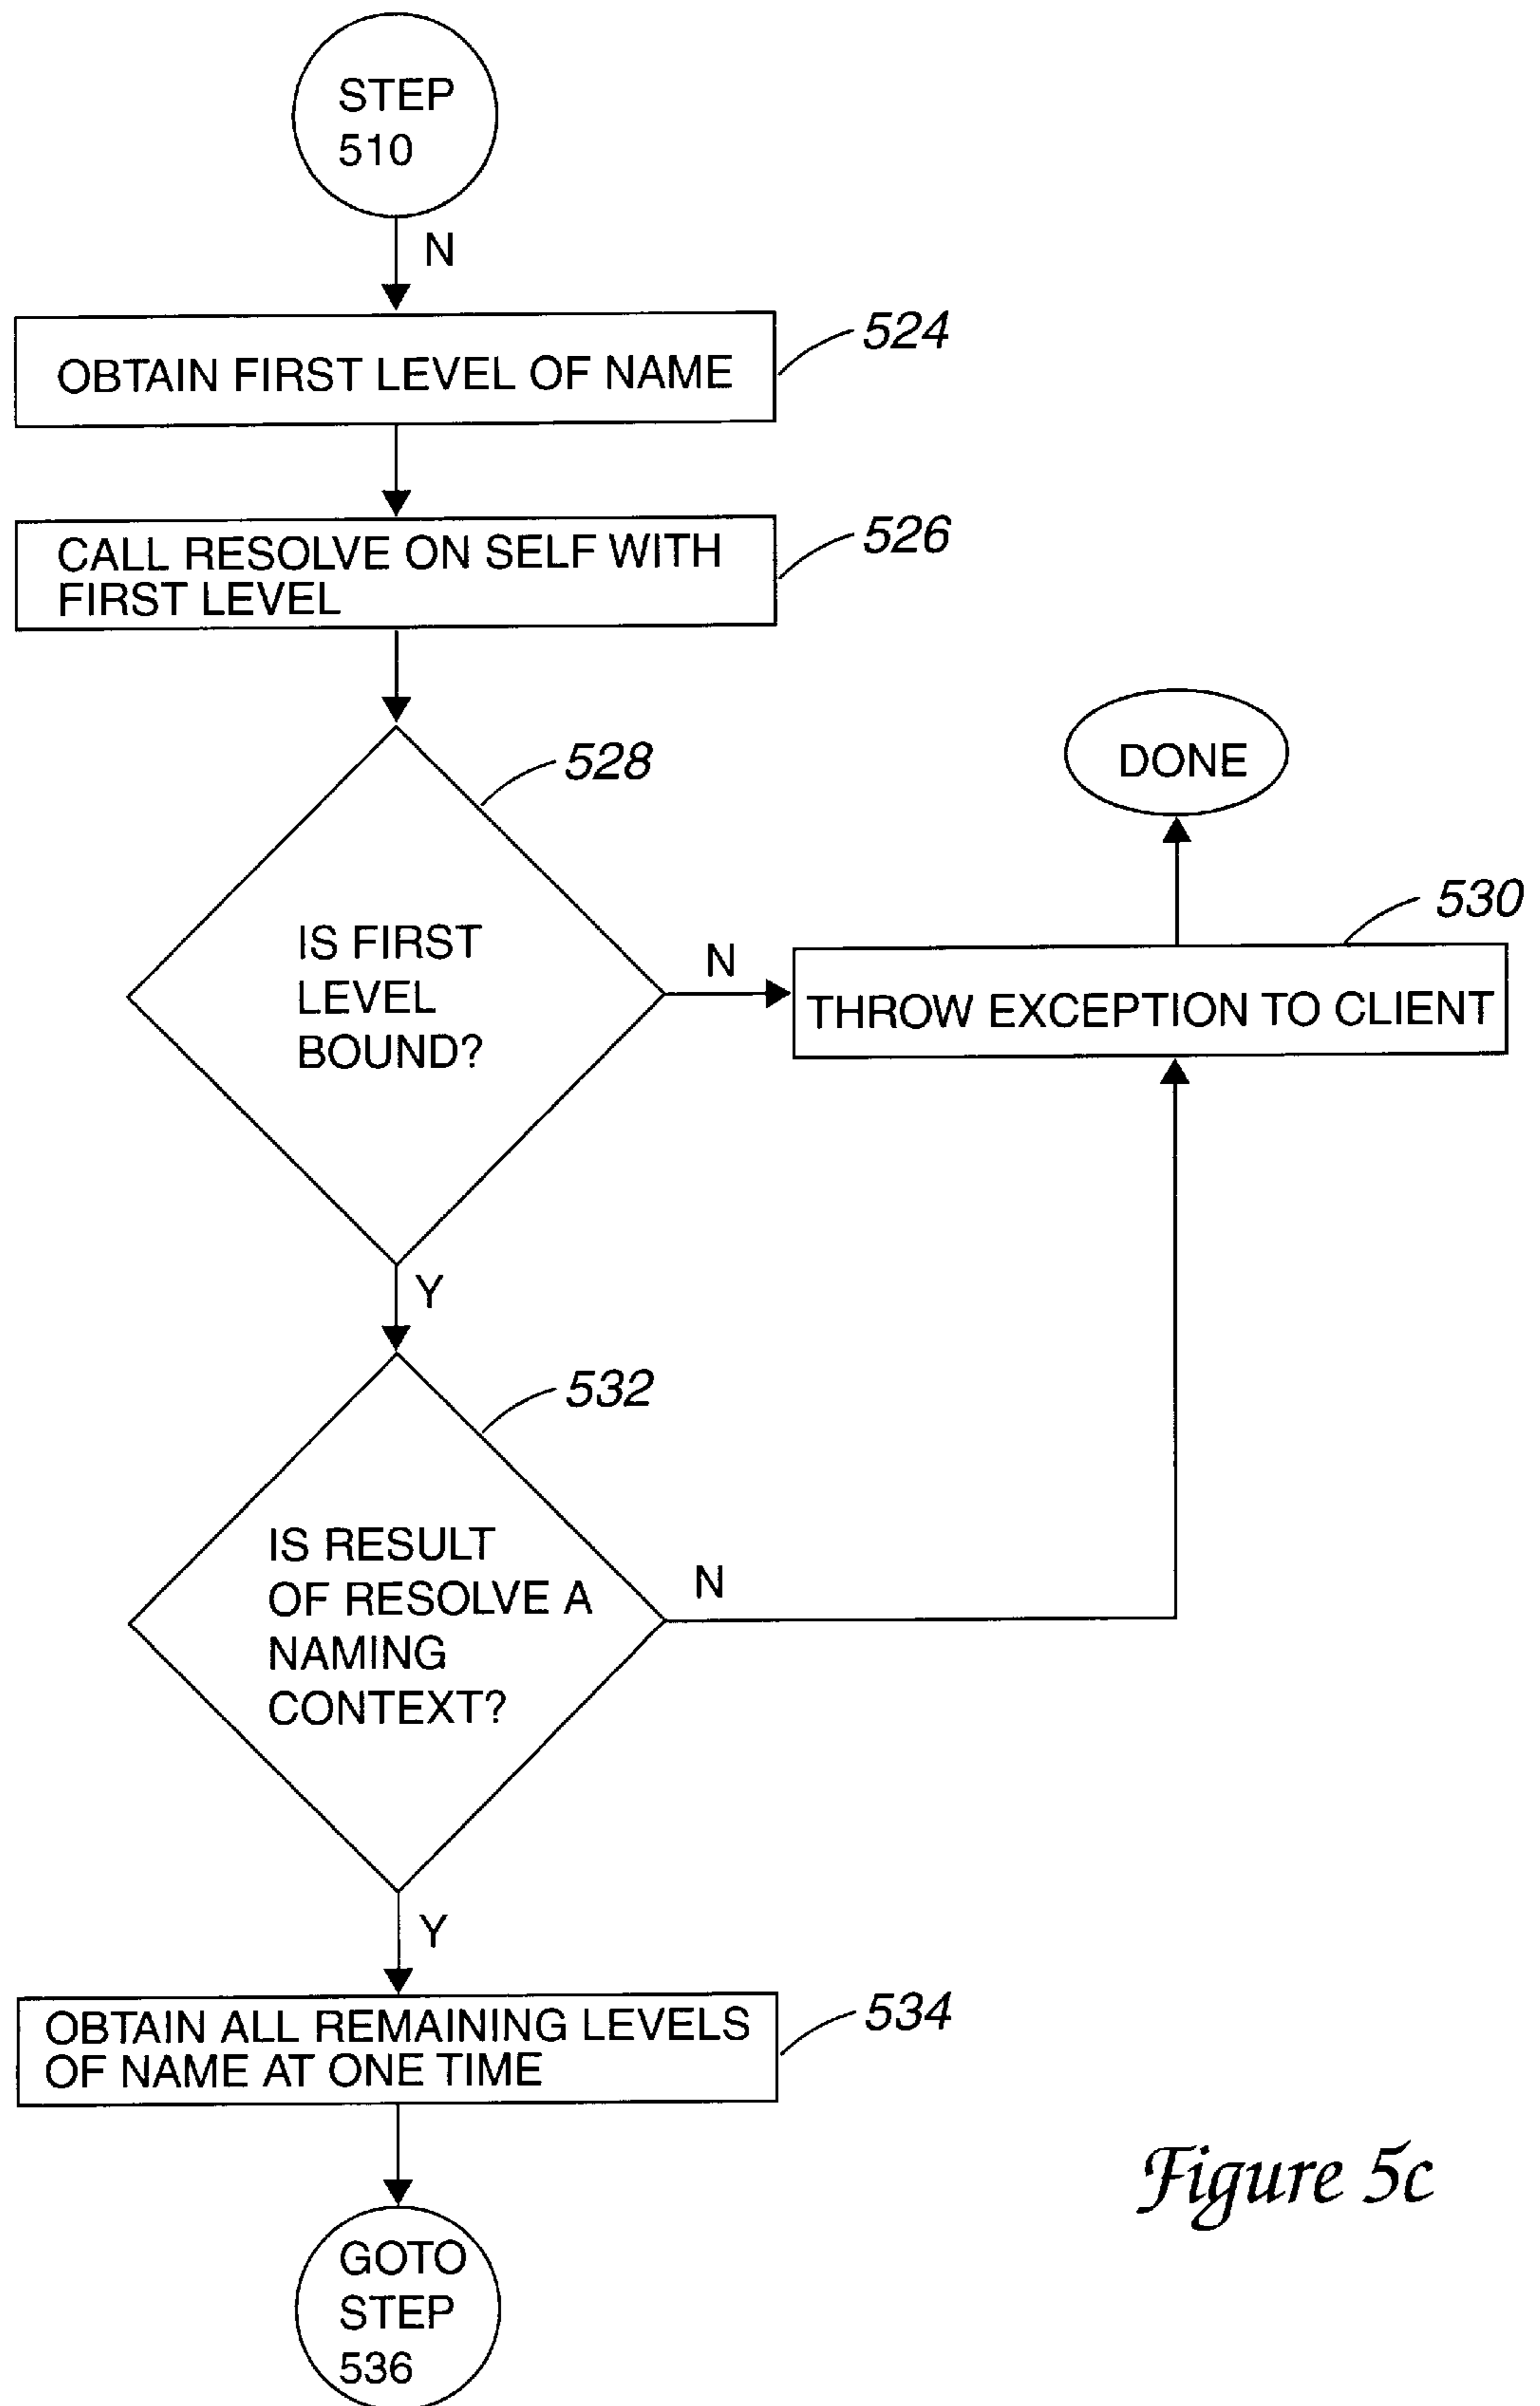 STEP
510
N
OBTAIN FIRST LEVEL OF NAME
524
CALL RESOLVE ON SELF WITH
FIRST LEVEL
526
528
IS FIRST
LEVEL
BOUND?
N
DONE
530
THROW EXCEPTION TO CLIENT
Y
532
IS RESULT
OF RESOLVE A
NAMING
CONTEXT?
N
Y
OBTAIN ALL REMAINING LEVELS
OF NAME AT ONE TIME
534
GOTO
STEP
536
Figure 5c